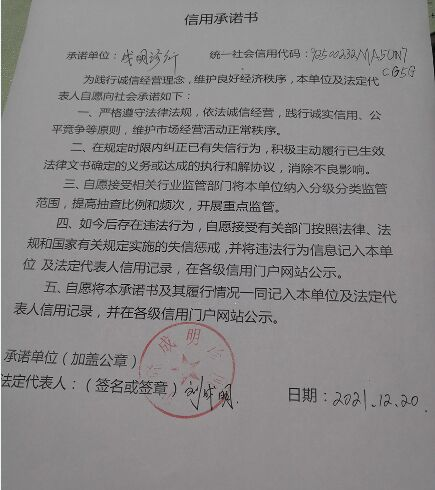 信用承诺书
承诺单位：成明诊所 统一社会信用代码：92500232MA5UN7
CG5G
为践行诚信经营理念，维护良好经济秩序，本单位及法定代
表人自愿向社会承诺如下：
一、严格遵守法律法规，依法诚信经营，践行诚实信用、公
平竞争等原则，维护市场经营活动正常秩序。
二、在规定时限内纠正已有失信行为，积极主动履行已生效
法律文书确定的义务或达成的执行和解协议，消除不良影响。
三、自愿接受相关行业监管部门将本单位纳入分级分类监管
范围，提高抽查比例和频次，开展重点监管。
四、如今后存在违法行为，自愿接受有关部门按照法律、法
规和国家有关规定实施的失信惩戒，并将违法行为信息记入本单
位 及法定代表人信用记录，在各级信用门户网站公示。
五、自愿将本承诺书及其履行情况一同记入本单位及法定代
表人信用记录，并在各级信用门户网站公示。
成明诊
承诺单位（加盖公章）
法定代表人：（签名或签章）刘成明 日期：2021.12.20